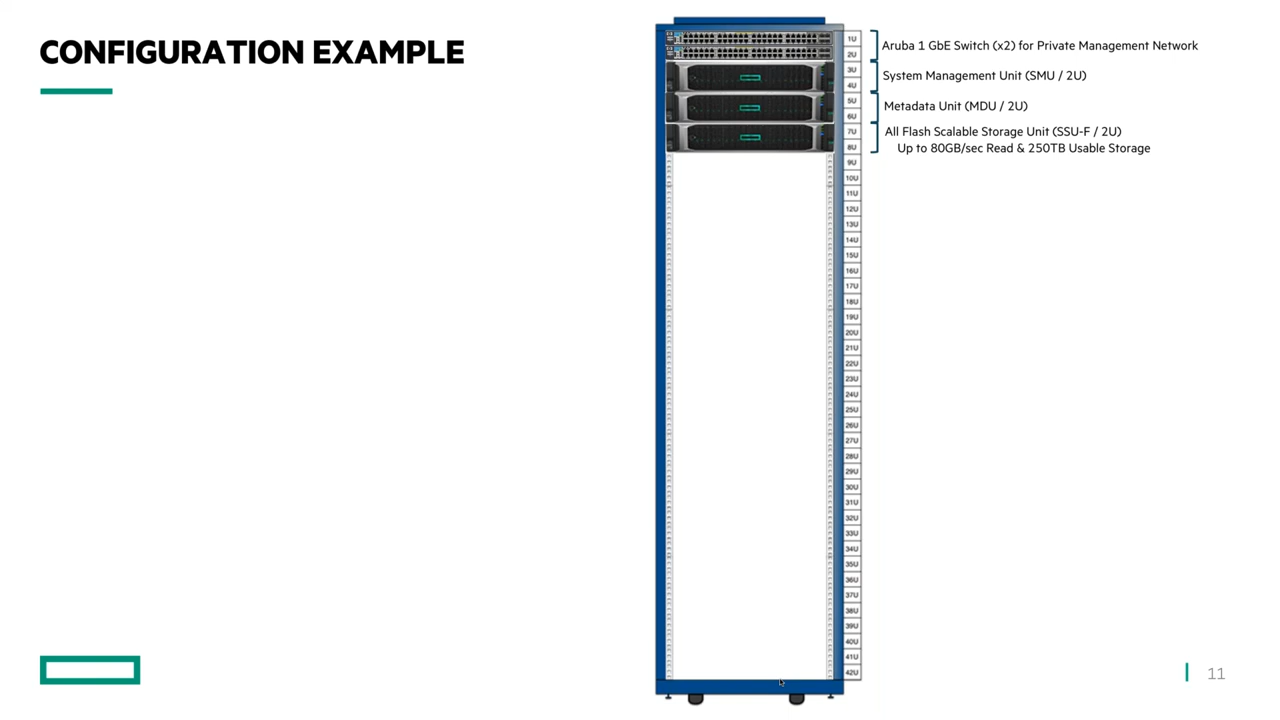 CONFIGURATION EXAMPLE
1U
Aruba 1 GbE Switch (x2) for Private Management Network
2U
3U
System Management Unit (SMU / 2U)
4U
5U
Metadata Unit (MDU / 2U)
6U
7U
All Flash Scalable Storage Unit (SSU-F / 2U)
8U
Up to 80GB/sec Read & 250TB Usable Storage
9U
10U
11U
12U
13U
14U
15U
16U
17U
18U
19U
20U
21U
22U
23U
24U
25U
26U
27U
28U
29U
30U
31U
32U
33U
34U
35U
36U
37U
38U
39U
40U
41U
42U
11